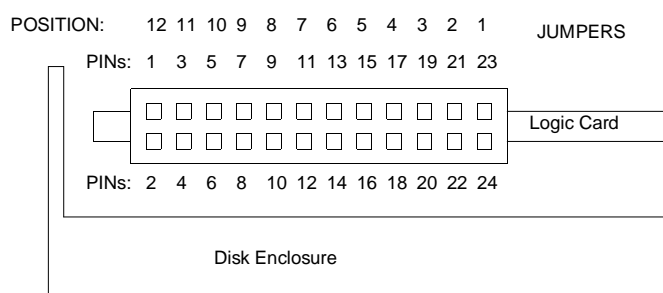 POSITION: 12 11 10 9 8 7 6 5 4 3 2 1 JUMPERS
PINs: 1 3 5 7 9 11 13 15 17 19 21 23
Logic Card
PINs: 2 4 6 8 10 12 14 16 18 20 22 24
Disk Enclosure